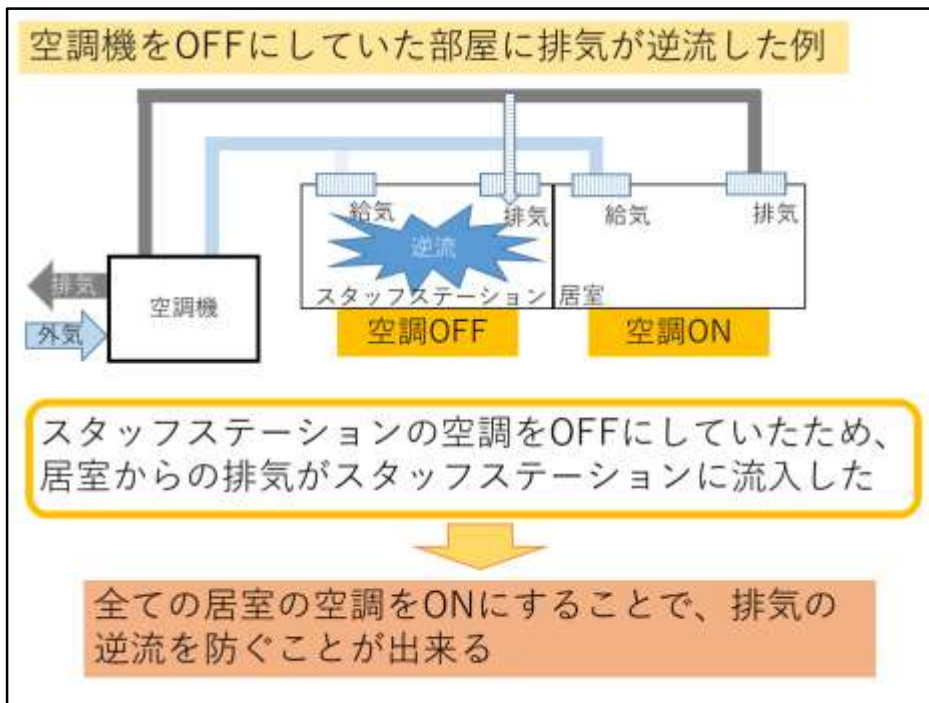 空調機をOFFにしていた部屋に排気が逆流した例
給気
排気
給気
排気
逆流
排気
空調機
外気
スタッフステーション
居室
空調OFF
空調ON
スタッフステーションの空調をOFFにしていたため、
居室からの排気がスタッフステーションに流入した
全ての居室の空調をONにすることで、排気の
逆流を防ぐことが出来る